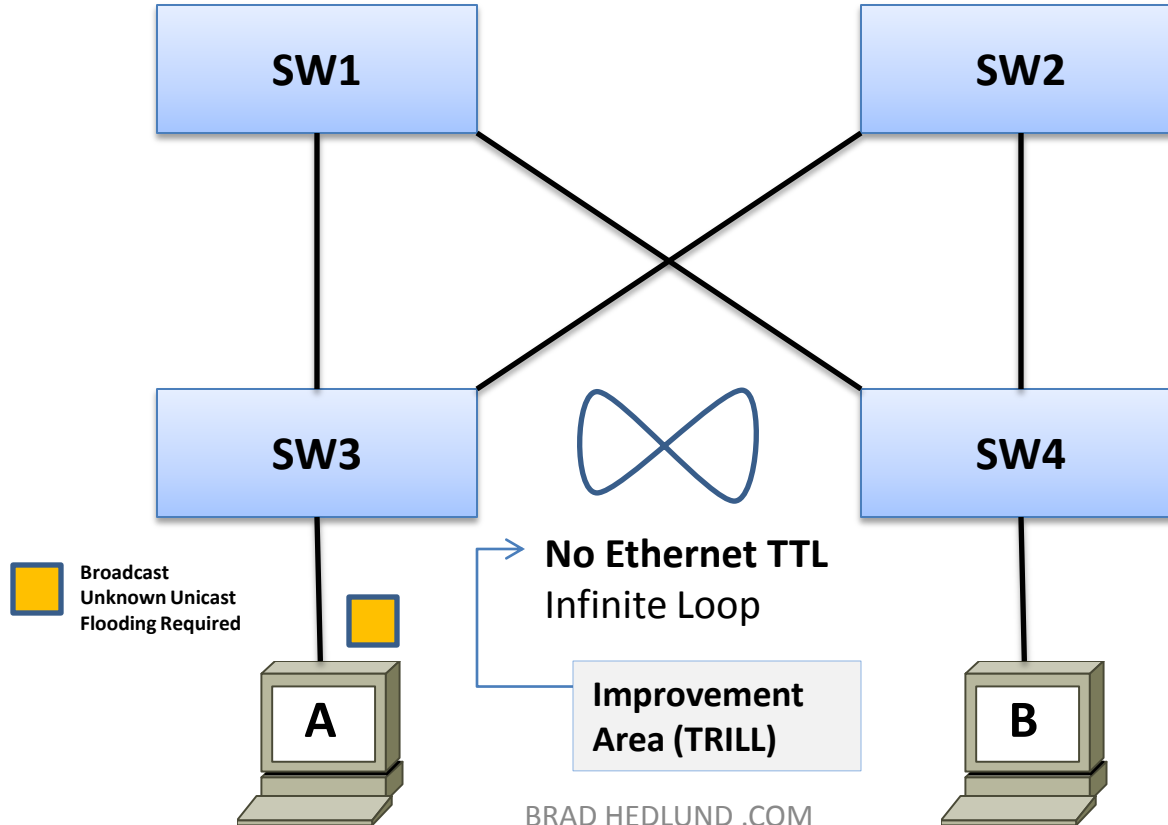 SW1
SW2
SW3
SW4
Broadcast
Unknown Unicast
Flooding Required
No Ethernet TTL
Infinite Loop
Improvement
Area (TRILL)
A
B
BRAD HEDLUND .COM